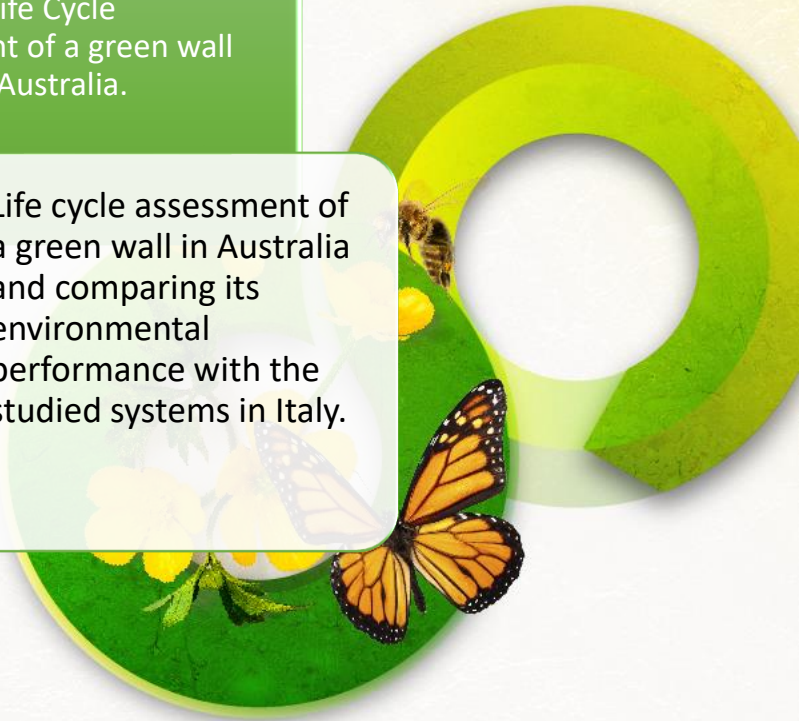 ife Cycle
nt of a green wall
Australia.
Life cycle assessment of
a green wall in Australia
and comparing its
environmental
performance with the
studied systems in Italy.